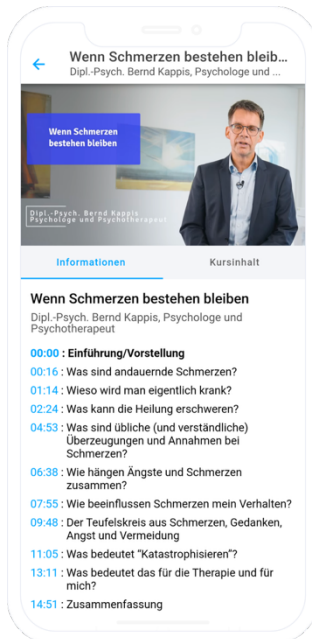 Wenn Schmerzen bestehen bleib...
Dipl.-Psych. Bernd Kappis, Psychologe und ...
Wenn Schmerzen
bestehen bleiben
Dipl.-Psych. Bernd Kappis
Psychologe und Psychotherapeut
Informationen
Kursinhalt
Wenn Schmerzen bestehen bleiben
Dipl.-Psych. Bernd Kappis, Psychologe und
Psychotherapeut
00:00 : Einführung/Vorstellung
00:16 : Was sind andauernde Schmerzen?
01:14 : Wieso wird man eigentlich krank?
02:24 : Was kann die Heilung erschweren?
04:53 : Was sind übliche (und verständliche)
Überzeugungen und Annahmen bei
Schmerzen?
06:38 : Wie hängen Ängste und Schmerzen
zusammen?
07:55 : Wie beeinflussen Schmerzen mein Verhalten?
09:48 : Der Teufelskreis aus Schmerzen, Gedanken,
Angst und Vermeidung
11:05 : Was bedeutet “Katastrophisieren”?
13:11 : Was bedeutet das für die Therapie und für
mich?
14:51 : Zusammenfassung